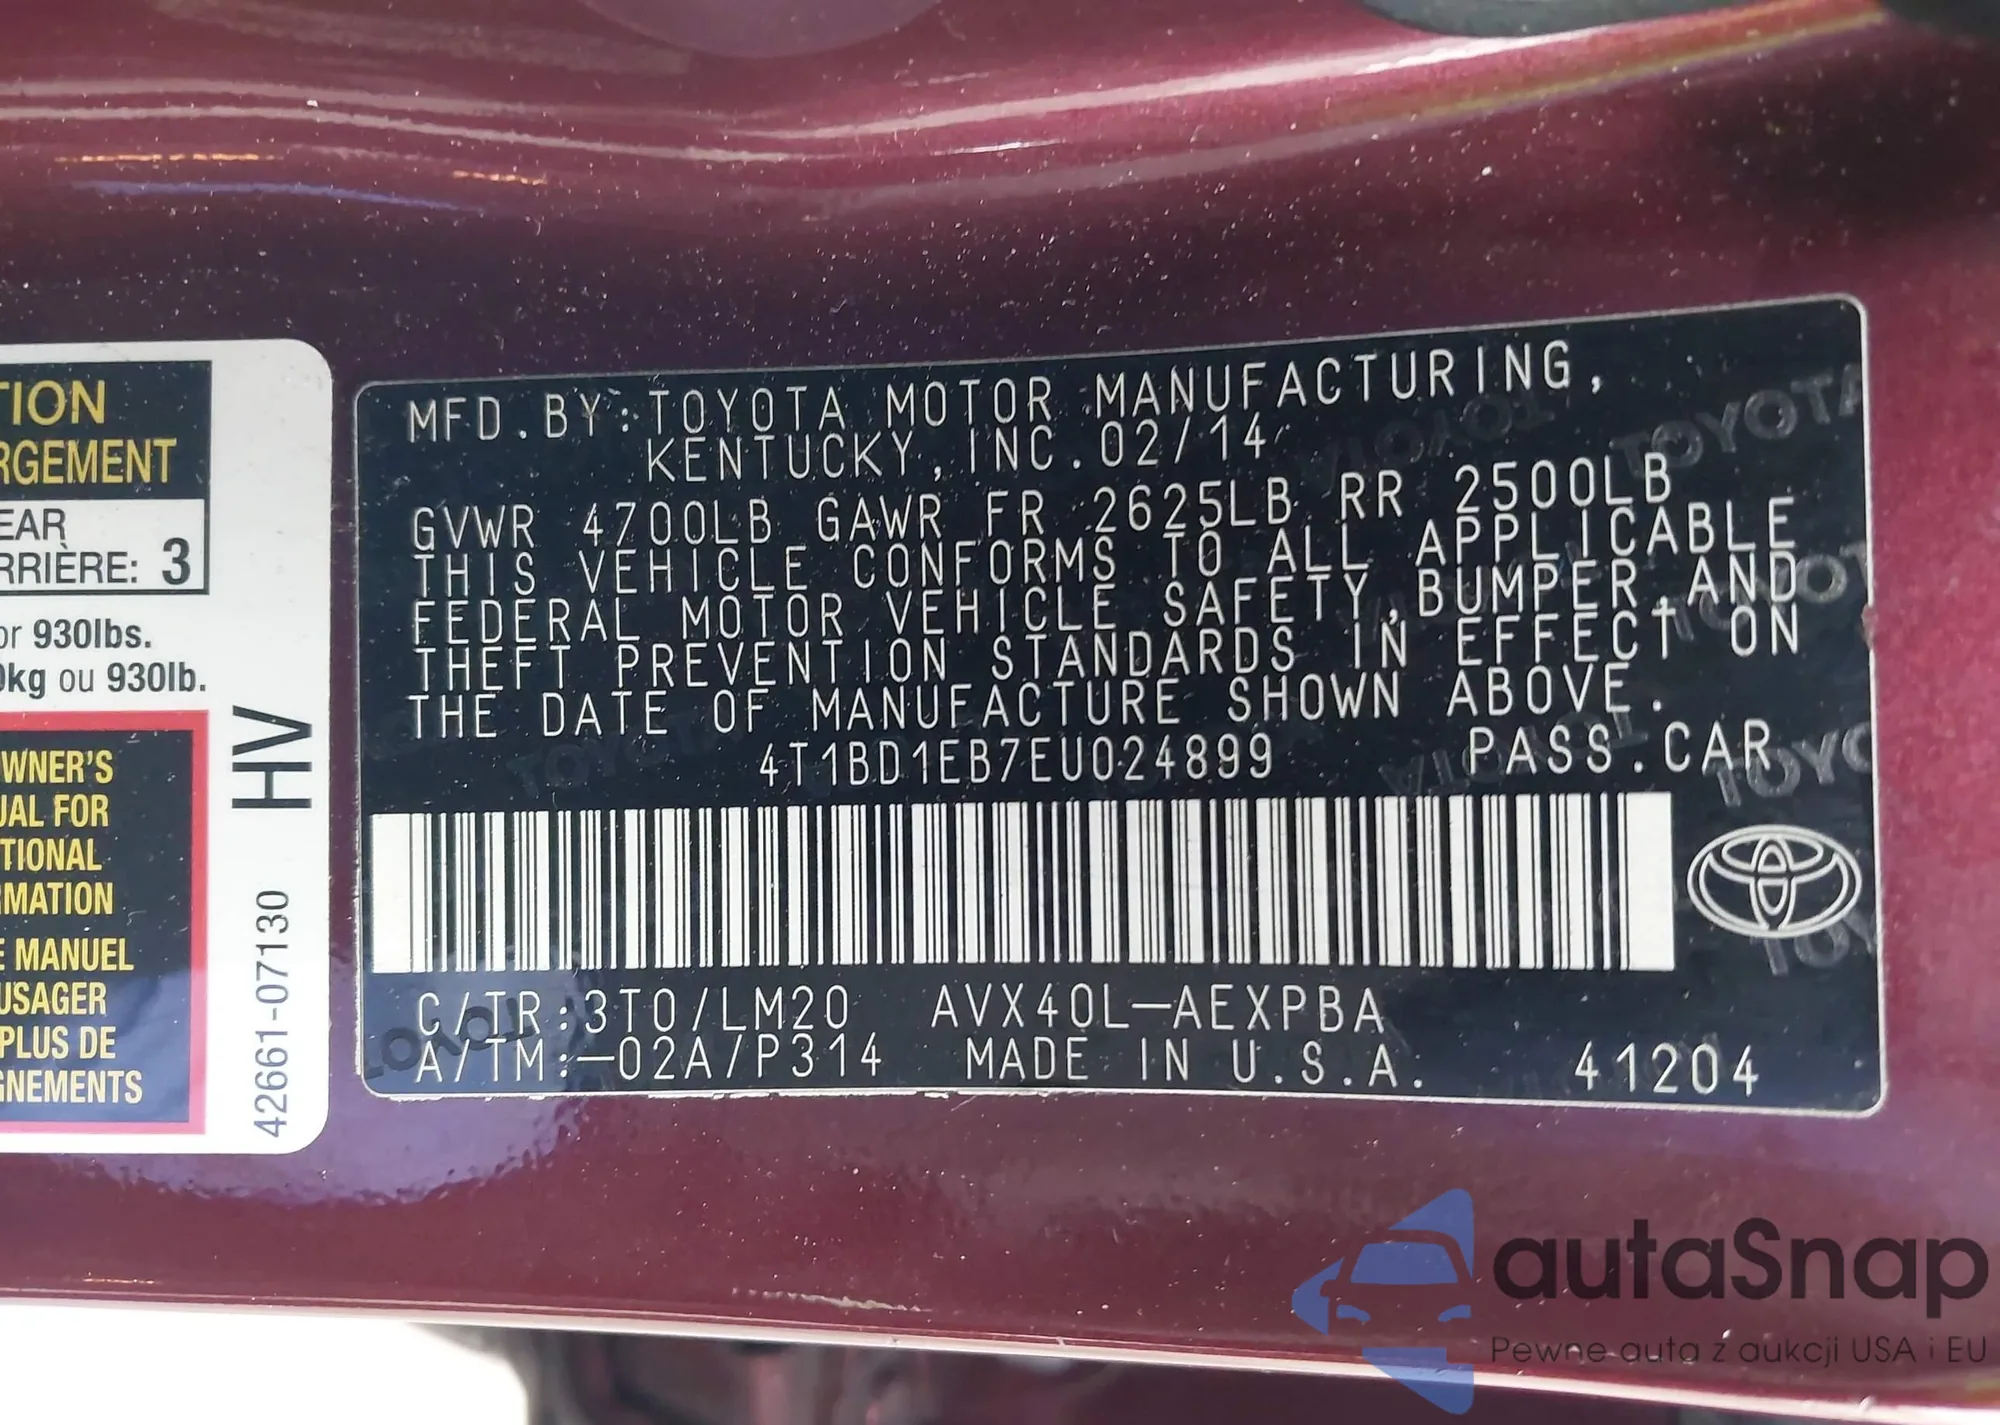 TION
RGEMENT
EAR
RRIÈRE: 3
or 930lbs.
0kg ou 930lb.
WNER'S
UAL FOR
TIONAL
RMATION
E MANUEL
USAGER
PLUS DE
GNEMENTS
HV
42661-07130
MFD. BY: TOYOTA MOTOR MANUFACTURING,
KENTUCKY, INC. 02/14
GVWR 4700LB GAWR FR 2625LB RR 2500LB
THIS VEHICLE CONFORMS TO ALL APPLICABLE
FEDERAL MOTOR VEHICLE SAFETY, BUMPER, AND
THEFT PREVENTION STANDARDS IN EFFECT ON
THE DATE OF MANUFACTURE SHOWN ABOVE.
4T1BD1EB7EU024899 PASS. CAR
C/TR: 3T0/LM20 AVX40L-AEXPBA
A/TM: -02A/P314 MADE IN U.S.A. 41204
autaSnap
Pewne auta z aukcji USA i EU